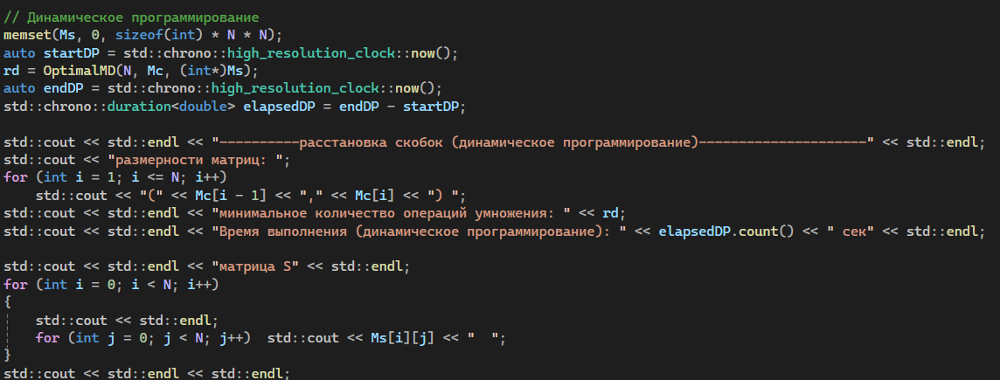 // Динамическое программирование
memset(Ms, 0, sizeof(int) * N * N);
auto startDP = std::chrono::high_resolution_clock::now();
rd = OptimalMD(N, Mc, (int*)Ms);
auto endDP = std::chrono::high_resolution_clock::now();
std::chrono::duration<double> elapsedDP = endDP - startDP;
std::cout << std::endl << "----------расстановка скобок (динамическое программирование)---------------------" << std::endl;
std::cout << "размерности матриц: ";
for (int i = 1; i <= N; i++)
    std::cout << "(" << Mc[i - 1] << "," << Mc[i] << ") ";
std::cout << std::endl << "минимальное количество операций умножения: " << rd;
std::cout << std::endl << "Время выполнения (динамическое программирование): " << elapsedDP.count() << " сек" << std::endl;
std::cout << std::endl << "матрица S" << std::endl;
for (int i = 0; i < N; i++)
{
    std::cout << std::endl;
    for (int j = 0; j < N; j++)  std::cout << Ms[i][j] << "  ";
}
std::cout << std::endl << std::endl;